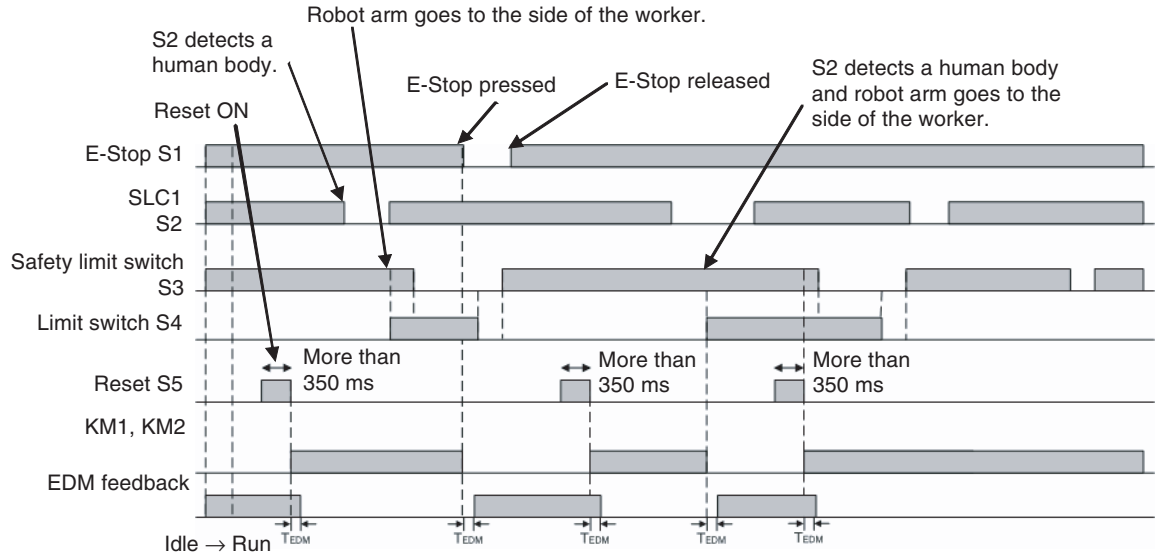 Robot arm goes to the side of the worker.
S2 detects a
human body.
E-Stop pressed
E-Stop released
S2 detects a human body
and robot arm goes to the
side of the worker.
Reset ON
E-Stop S1
SLC1
S2
Safety limit switch
S3
Limit switch S4
Reset S5
More than
350 ms
More than
350 ms
More than
350 ms
KM1, KM2
EDM feedback
Idle → Run
TEDM
TEDM
TEDM
TEDM
TEDM